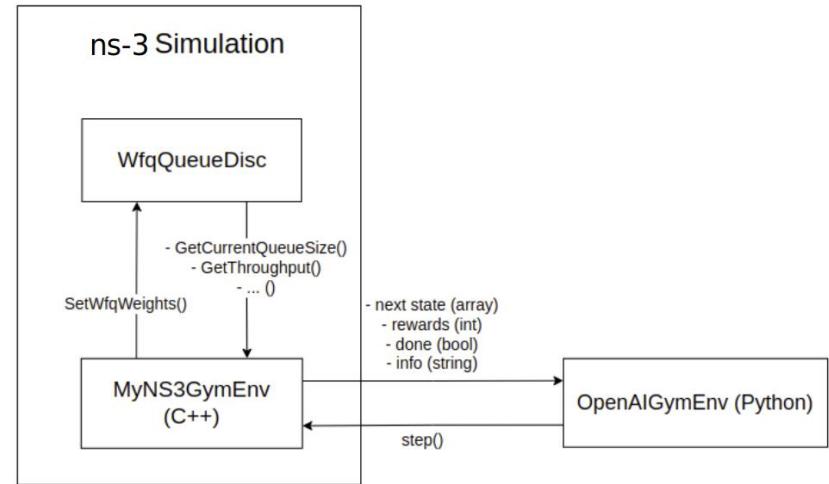 ns-3 Simulation
WfqQueueDisc
- GetCurrentQueueSize()
- GetThroughput()
- ... ()
SetWfqWeights()
- next state (array)
- rewards (int)
- done (bool)
- info (string)
MyNS3GymEnv
(C++)
OpenAIGymEnv (Python)
step()